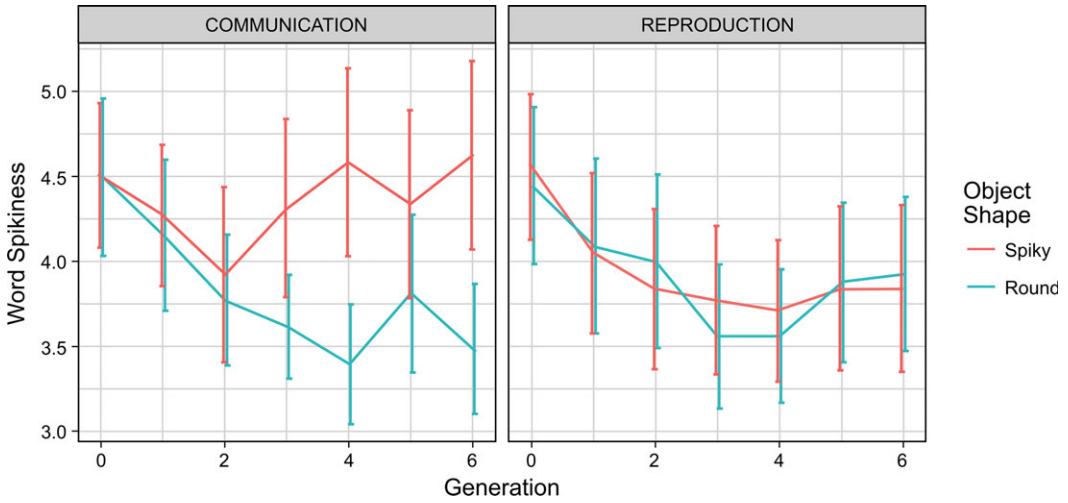 COMMUNICATION
REPRODUCTION
Word Spikiness
5.0
4.5
4.0
3.5
3.0
0
2
4
6
0
2
4
6
Generation
Object
Shape
Spiky
Round